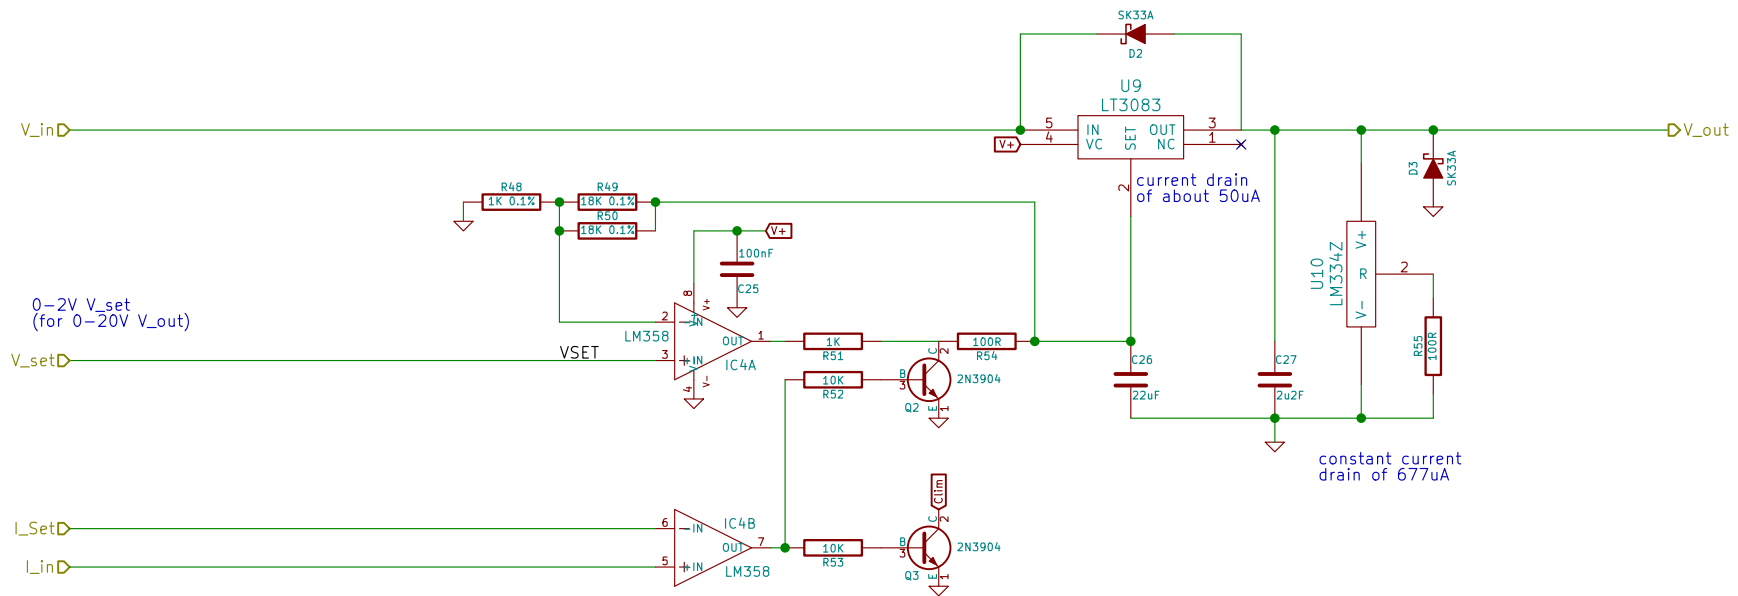 SK33A
D2
U9
LT3083
V_in
5
IN
OUT
3
V_out
V+
4
VC
SET
NC
1
2
current drain
of about 50uA
D3
SK33A
R48
1K 0.1%
R49
18K 0.1%
R50
18K 0.1%
V+
100nF
C25
U10
LM334Z
V+
R
V-
2
R55
100R
0-2V V_set
(for 0-20V V_out)
8
V+
LM358
2
-IN
V+
OUT
1
V_set
VSET
3
+IN
V-
IC4A
4
V-
1K
R51
10K
R52
100R
R54
C
2
B
3
2N3904
Q2
E
1
C26
22uF
C27
2u2F
constant current
drain of 677uA
Clim
I_Set
6
-IN
IC4B
OUT
7
I_in
5
+IN
LM358
10K
R53
C
2
B
3
2N3904
Q3
E
1